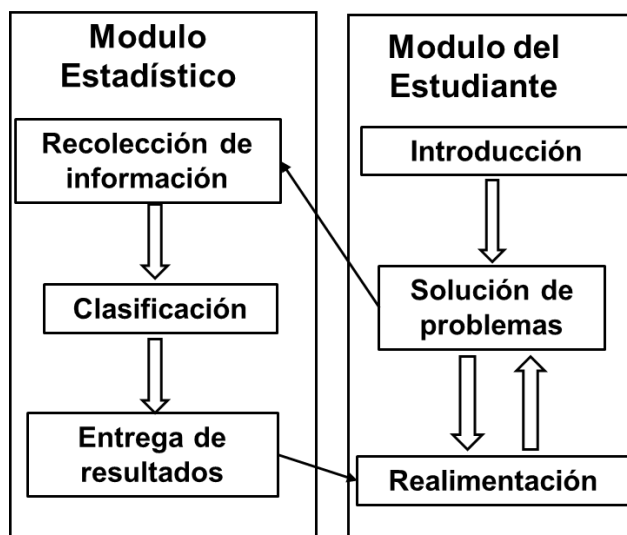 Modulo
Estadístico
Recolección de
información
Clasificación
Entrega de
resultados
Modulo del
Estudiante
Introducción
Solución de
problemas
Realimentación